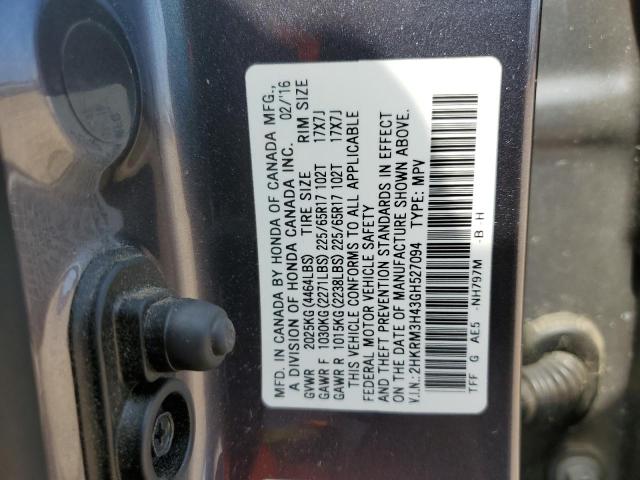 MFD. IN CANADA BY HONDA OF CANADA MFG.,
A DIVISION OF HONDA CANADA INC. 02/'16
GVWR 2025KG (4464LBS) TIRE SIZE RIM SIZE
GAWR F 1030KG (2271LBS) 225/65R17 102T 17X7J
GAWR R 1015KG (2238LBS) 225/65R17 102T 17X7J
THIS VEHICLE CONFORMS TO ALL APPLICABLE
FEDERAL MOTOR VEHICLE SAFETY
AND THEFT PREVENTION STANDARDS IN EFFECT
ON THE DATE OF MANUFACTURE SHOWN ABOVE.
V.I.N.: 2HKRM3H43GH527094 TYPE: MPV
TFF G AE5 -NH797M -B-H